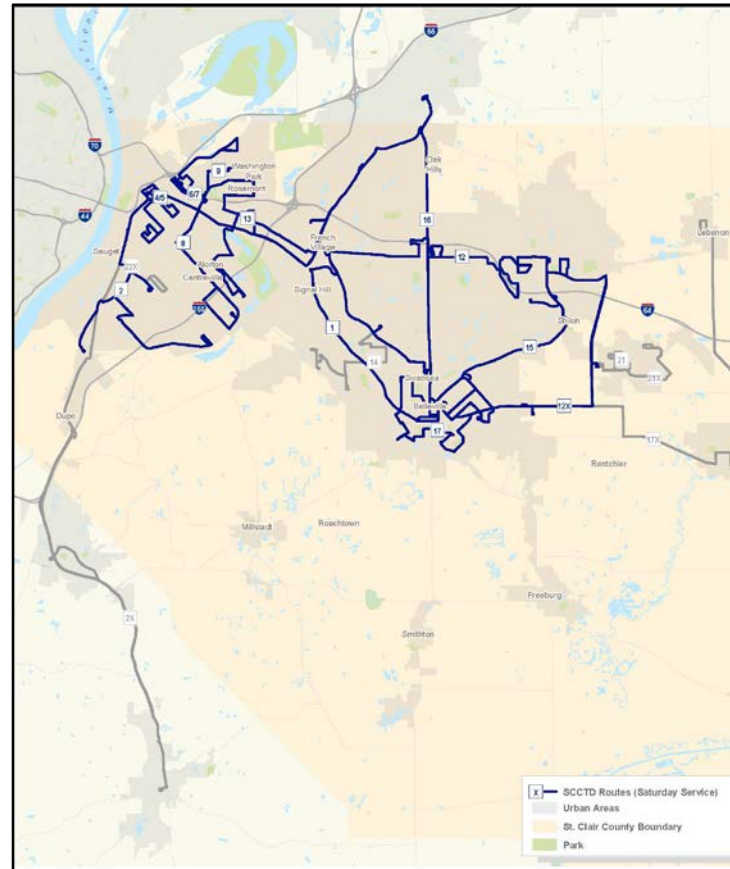 66
70
Oak
Hills
Washington
Park
9
Rosemont
4/5
6/7
44
13
16
Lebanon
8
French
Village
Sauget
22X
12
Alorton
Centreville
2
Signal Hill
64
1
Shiloh
15
14
21
21X
Swansea
Dupo
Belleville
12X
17
17X
Rentchler
Millstadt
Roachtown
Freeburg
2X
Smithton
X SCCTD Routes (Saturday Service)
Urban Areas
St. Clair County Boundary
Park